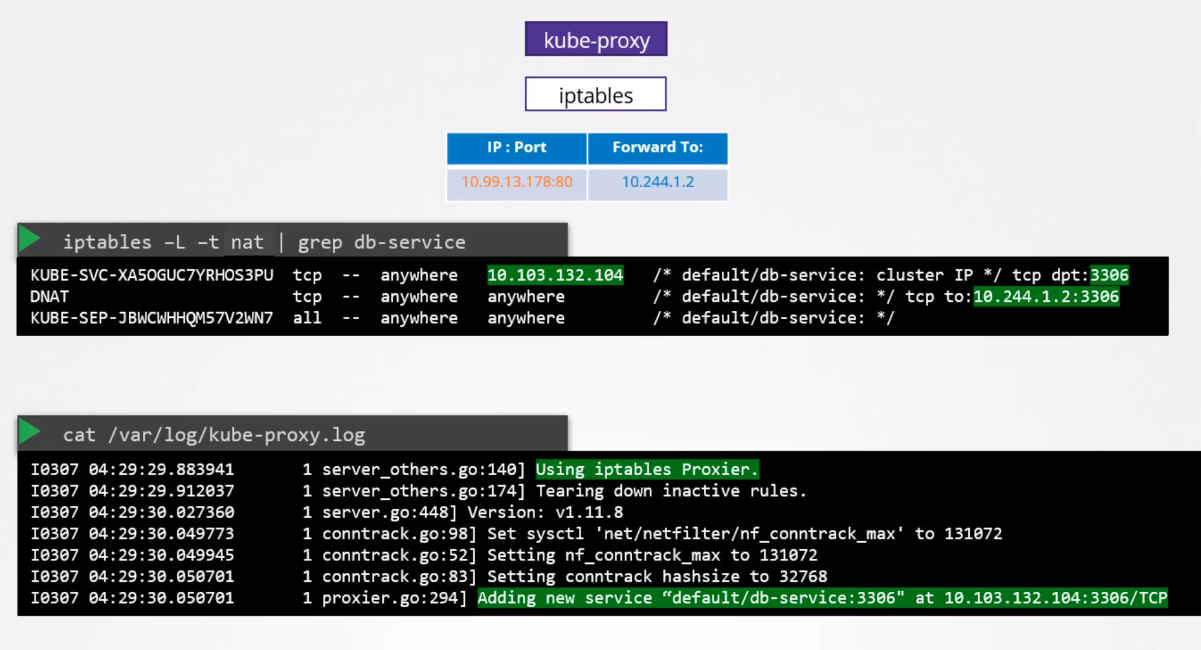 kube-proxy
iptables
IP : Port Forward To:
10.99.13.178:80 10.244.1.2
iptables –L –t nat | grep db-service
KUBE-SVC-XA5OGUC7YRHOS3PU tcp -- anywhere 10.103.132.104 /* default/db-service: cluster IP */ tcp dpt:3306
DNAT tcp -- anywhere anywhere /* default/db-service: */ tcp to:10.244.1.2:3306
KUBE-SEP-JBWCWHHQM57V2WN7 all -- anywhere anywhere /* default/db-service: */
cat /var/log/kube-proxy.log
I0307 04:29:29.883941 1 server_others.go:140] Using iptables Proxier.
I0307 04:29:29.912037 1 server_others.go:174] Tearing down inactive rules.
I0307 04:29:30.027360 1 server.go:448] Version: v1.11.8
I0307 04:29:30.049773 1 conntrack.go:98] Set sysctl 'net/netfilter/nf_conntrack_max' to 131072
I0307 04:29:30.049945 1 conntrack.go:52] Setting nf_conntrack_max to 131072
I0307 04:29:30.050701 1 conntrack.go:83] Setting conntrack hashsize to 32768
I0307 04:29:30.050701 1 proxier.go:294] Adding new service “default/db-service:3306" at 10.103.132.104:3306/TCP